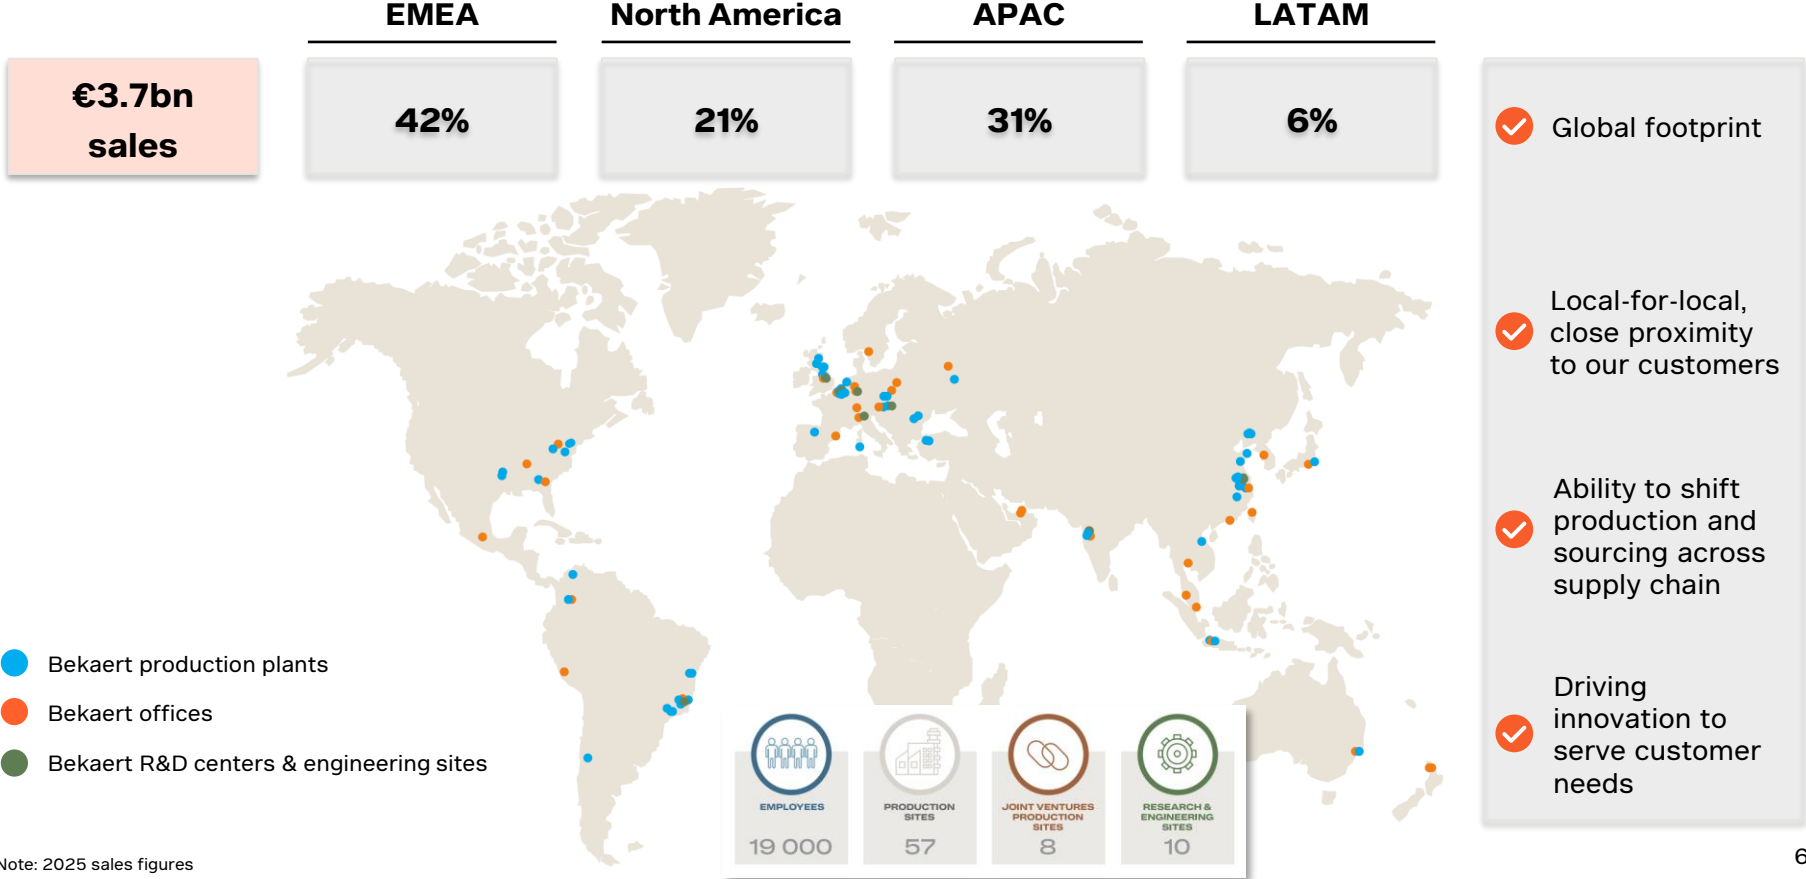 EMEA
North America
APAC
LATAM
€3.7bn
sales
42%
21%
31%
6%
Global footprint
Local-for-local,
close proximity
to our customers
Ability to shift
production and
sourcing across
supply chain
Driving
innovation to
serve customer
needs
Bekaert production plants
Bekaert offices
Bekaert R&D centers & engineering sites
EMPLOYEES
19 000
PRODUCTION
SITES
57
JOINT VENTURES
PRODUCTION
SITES
8
RESEARCH &
ENGINEERING
SITES
10
Note: 2025 sales figures
6